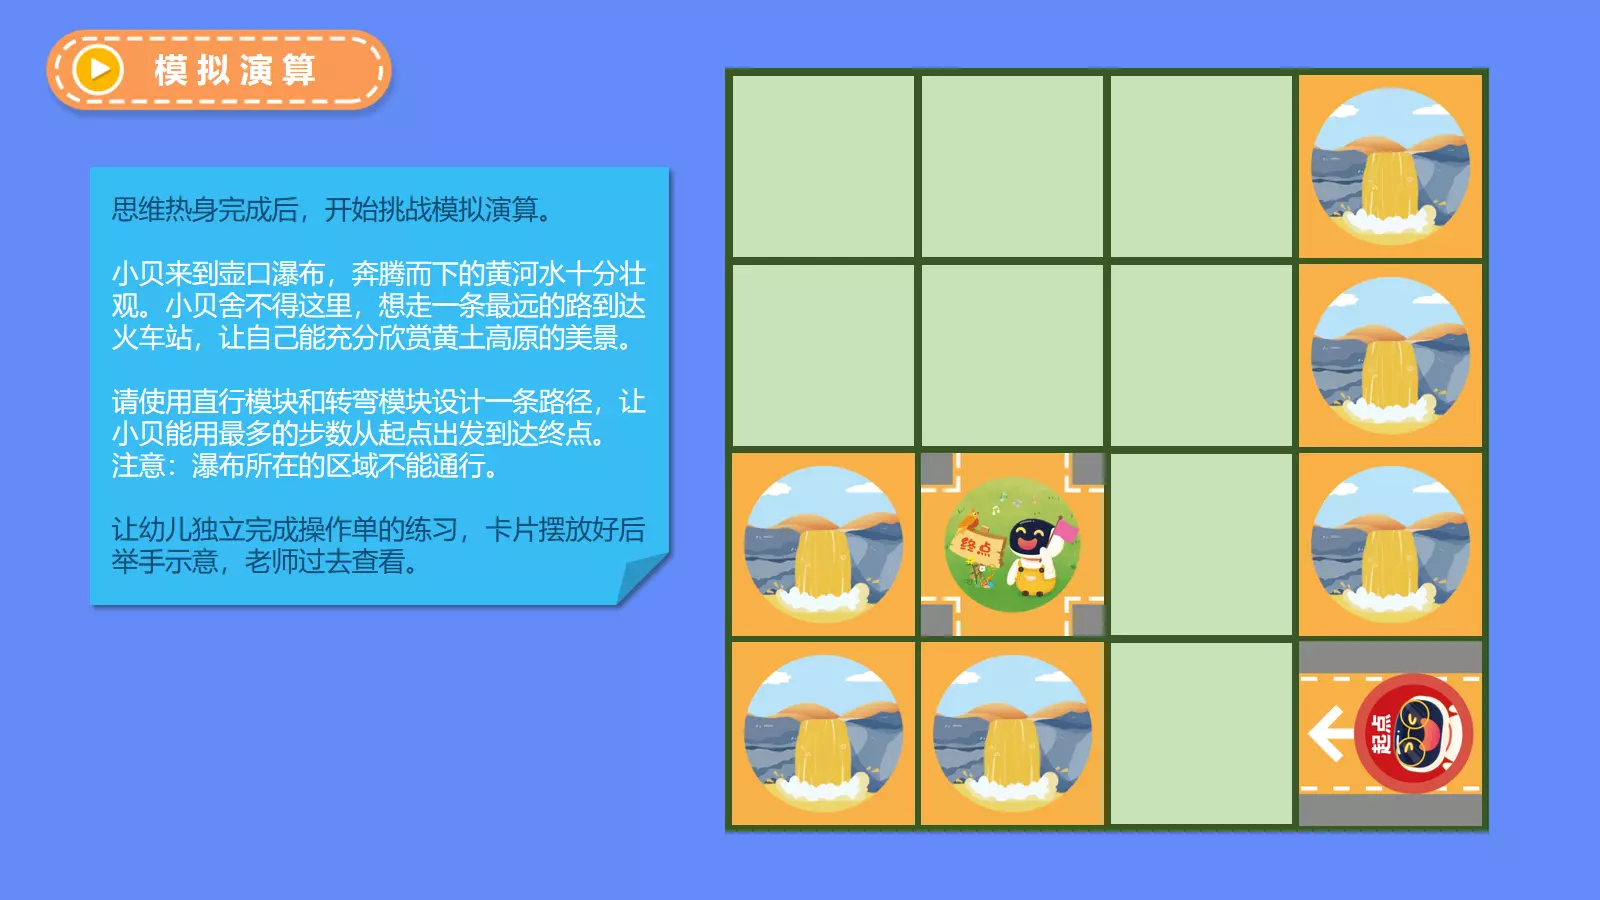 模拟演算
思维热身完成后，开始挑战模拟演算。
小贝来到壶口瀑布，奔腾而下的黄河水十分壮
观。小贝舍不得这里，想走一条最远的路到达
火车站，让自己能充分欣赏黄土高原的美景。
请使用直行模块和转弯模块设计一条路径，让
小贝能用最多的步数从起点出发到达终点。
注意：瀑布所在的区域不能通行。
让幼儿独立完成操作单的练习，卡片摆放好后
举手示意，老师过去查看。
终点
起点